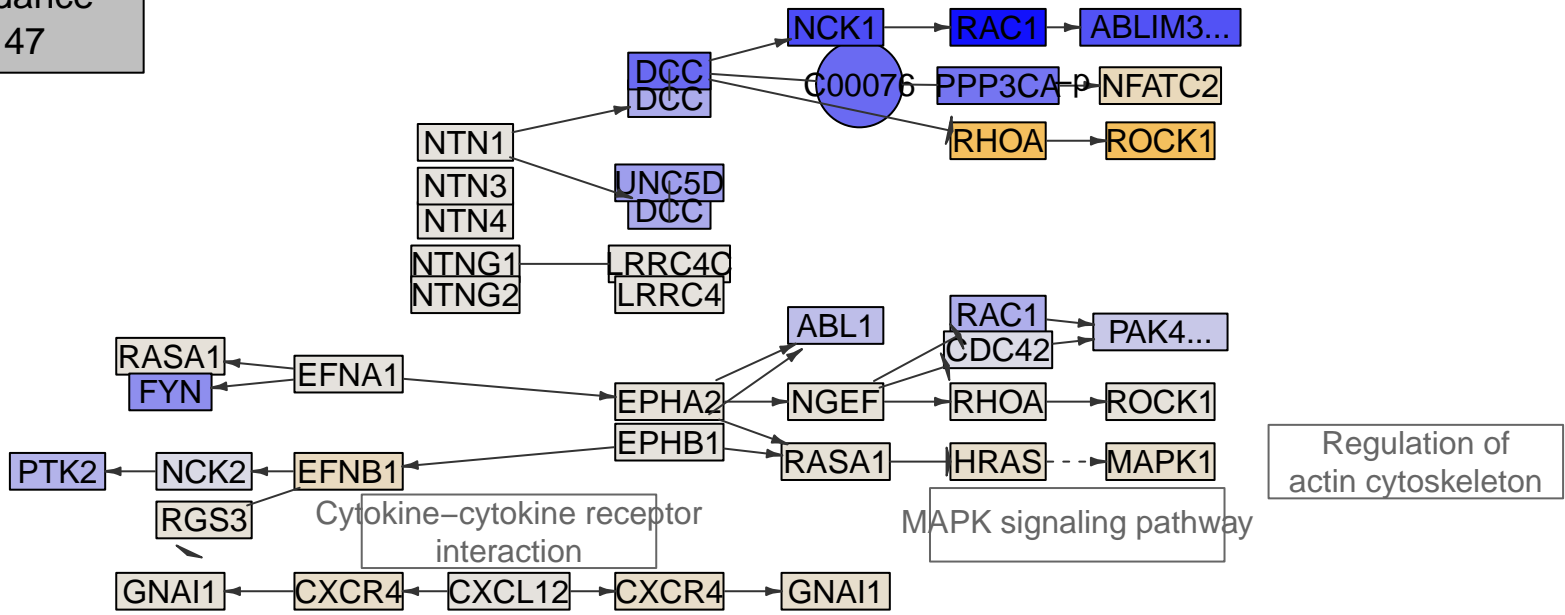 47
NCK1 RAC1 ABLIM3...
DCC C00076 PPP3CA –p NFATC2
DCC
NTN1 RHOA ROCK1
NTN3 UNC5D
NTN4 DCC
NTNG1 LRRC4C
NTNG2 LRRC4
ABL1 RAC1 PAK4...
RASA1 CDC42
EFNA1
FYN EPHA2 NGEF RHOA ROCK1
EPHB1
PTK2 NCK2 EFNB1 RASA1 HRAS MAPK1
Regulation of
actin cytoskeleton
RGS3
Cytokine–cytokine receptor
interaction
MAPK signaling pathway
GNAI1 CXCR4 CXCL12 CXCR4 GNAI1